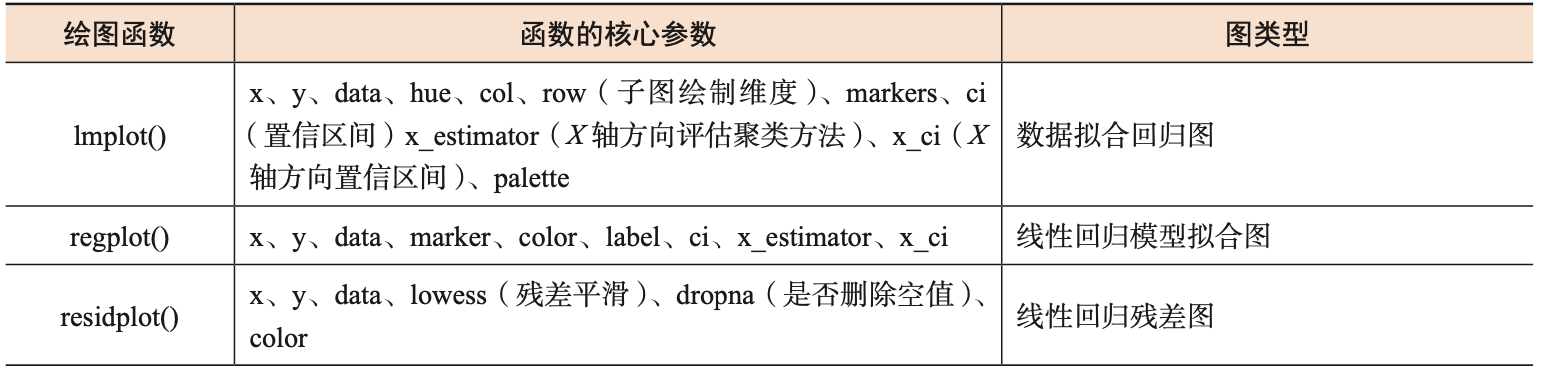 绘图函数 函数的核心参数 图类型
lmplot() x、y、data、hue、col、row（子图绘制维度）、markers、ci
（置信区间）x_estimator（X 轴方向评估聚类方法）、x_ci（X
轴方向置信区间）、palette 数据拟合回归图
regplot() x、y、data、marker、color、label、ci、x_estimator、x_ci 线性回归模型拟合图
residplot() x、y、data、lowess（残差平滑）、dropna（是否删除空值）、
color 线性回归残差图